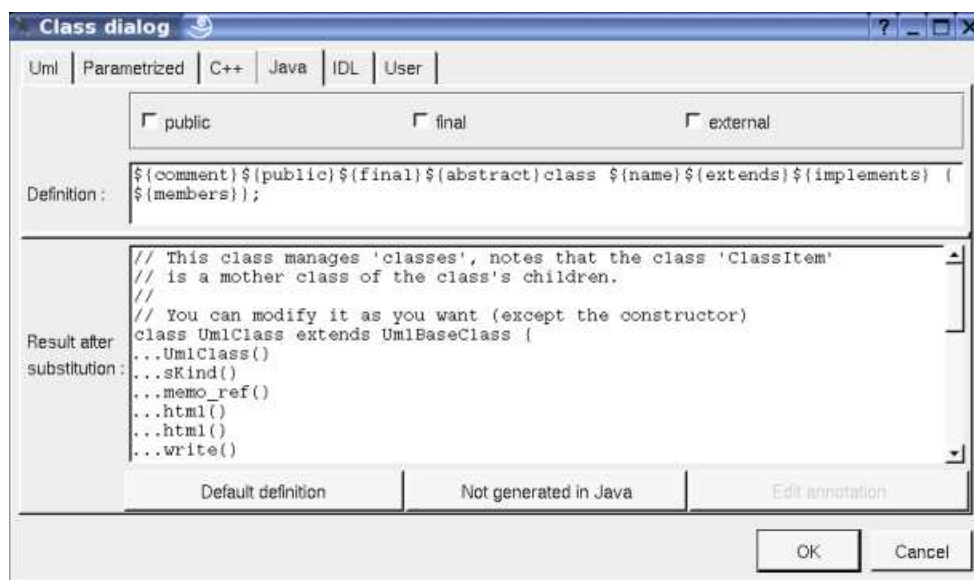 Class dialog
? _ □ X
Uml Parametrized C++ Java IDL User
public final external
Definition :
${comment}${public}${final}${abstract}class ${name}${extends}${implements} {
${members}};
Result after
substitution :
// This class manages 'classes', notes that the class 'ClassItem'
// is a mother class of the class's children.
//
// You can modify it as you want (except the constructor)
class UmlClass extends UmlBaseClass {
...UmlClass()
...sKind()
...memo_ref()
...html()
...html()
...write()
Default definition Not generated in Java Edit annotation
OK Cancel